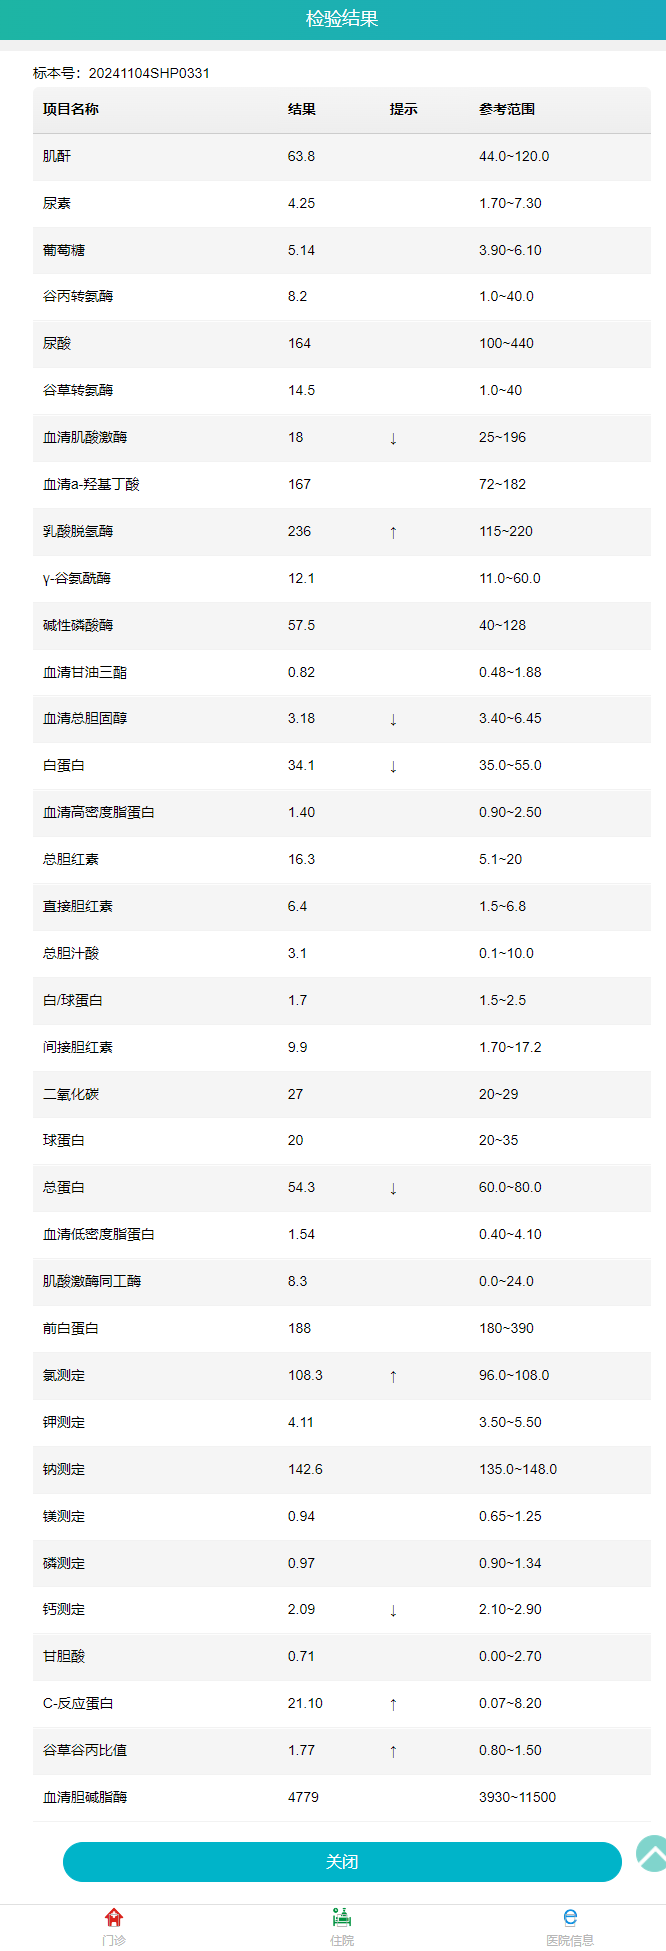 检验结果
标本号：20241104SHP0331
项目名称 结果 提示 参考范围
肌酐 63.8 44.0~120.0
尿素 4.25 1.70~7.30
葡萄糖 5.14 3.90~6.10
谷丙转氨酶 8.2 1.0~40.0
尿酸 164 100~440
谷草转氨酶 14.5 1.0~40
血清肌酸激酶 18 ↓ 25~196
血清a-羟基丁酸 167 72~182
乳酸脱氢酶 236 ↑ 115~220
γ-谷氨酰酶 12.1 11.0~60.0
碱性磷酸酶 57.5 40~128
血清甘油三酯 0.82 0.48~1.88
血清总胆固醇 3.18 ↓ 3.40~6.45
白蛋白 34.1 ↓ 35.0~55.0
血清高密度脂蛋白 1.40 0.90~2.50
总胆红素 16.3 5.1~20
直接胆红素 6.4 1.5~6.8
总胆汁酸 3.1 0.1~10.0
白/球蛋白 1.7 1.5~2.5
间接胆红素 9.9 1.70~17.2
二氧化碳 27 20~29
球蛋白 20 20~35
总蛋白 54.3 ↓ 60.0~80.0
血清低密度脂蛋白 1.54 0.40~4.10
肌酸激酶同工酶 8.3 0.0~24.0
前白蛋白 188 180~390
氯测定 108.3 ↑ 96.0~108.0
钾测定 4.11 3.50~5.50
钠测定 142.6 135.0~148.0
镁测定 0.94 0.65~1.25
磷测定 0.97 0.90~1.34
钙测定 2.09 ↓ 2.10~2.90
甘胆酸 0.71 0.00~2.70
C-反应蛋白 21.10 ↑ 0.07~8.20
谷草谷丙比值 1.77 ↑ 0.80~1.50
血清胆碱脂酶 4779 3930~11500
关闭
门诊 住院 医院信息